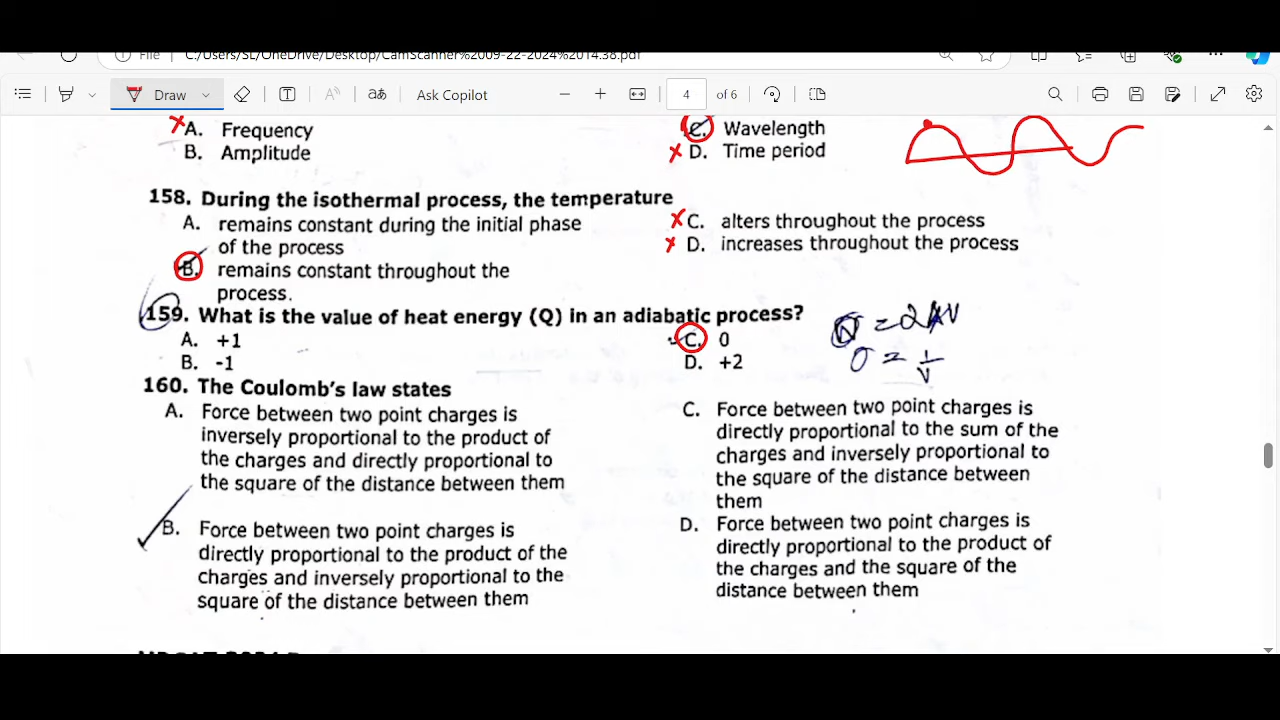 File
C:/Users/SL/OneDrive/Desktop/CamScanner%2009-22-2024%2014.38.pdf
Draw
Ask Copilot
4 of 6
A. Frequency
B. Amplitude
C. Wavelength
D. Time period
158. During the isothermal process, the temperature
A. remains constant during the initial phase
of the process
B. remains constant throughout the
process.
C. alters throughout the process
D. increases throughout the process
159. What is the value of heat energy (Q) in an adiabatic process?
A. +1
B. -1
C. 0
D. +2
160. The Coulomb's law states
A. Force between two point charges is
inversely proportional to the product of
the charges and directly proportional to
the square of the distance between them
B. Force between two point charges is
directly proportional to the product of the
charges and inversely proportional to the
square of the distance between them
C. Force between two point charges is
directly proportional to the sum of the
charges and inversely proportional to
the square of the distance between
them
D. Force between two point charges is
directly proportional to the product of
the charges and the square of the
distance between them